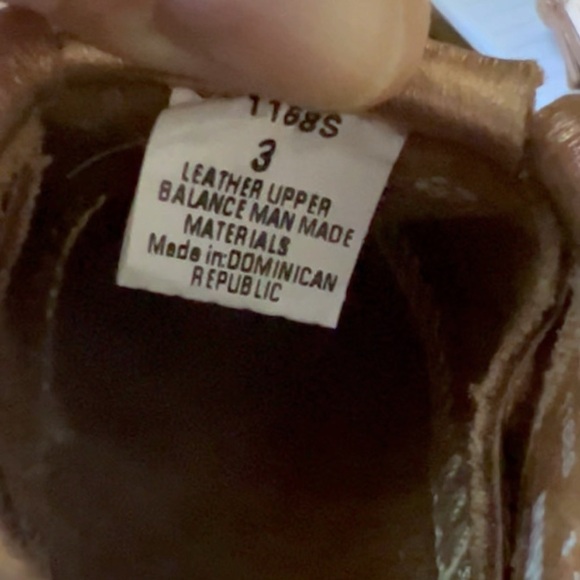 1168S
3
LEATHER UPPER
BALANCE MAN MADE
MATERIALS
Made in:DOMINICAN
REPUBLIC